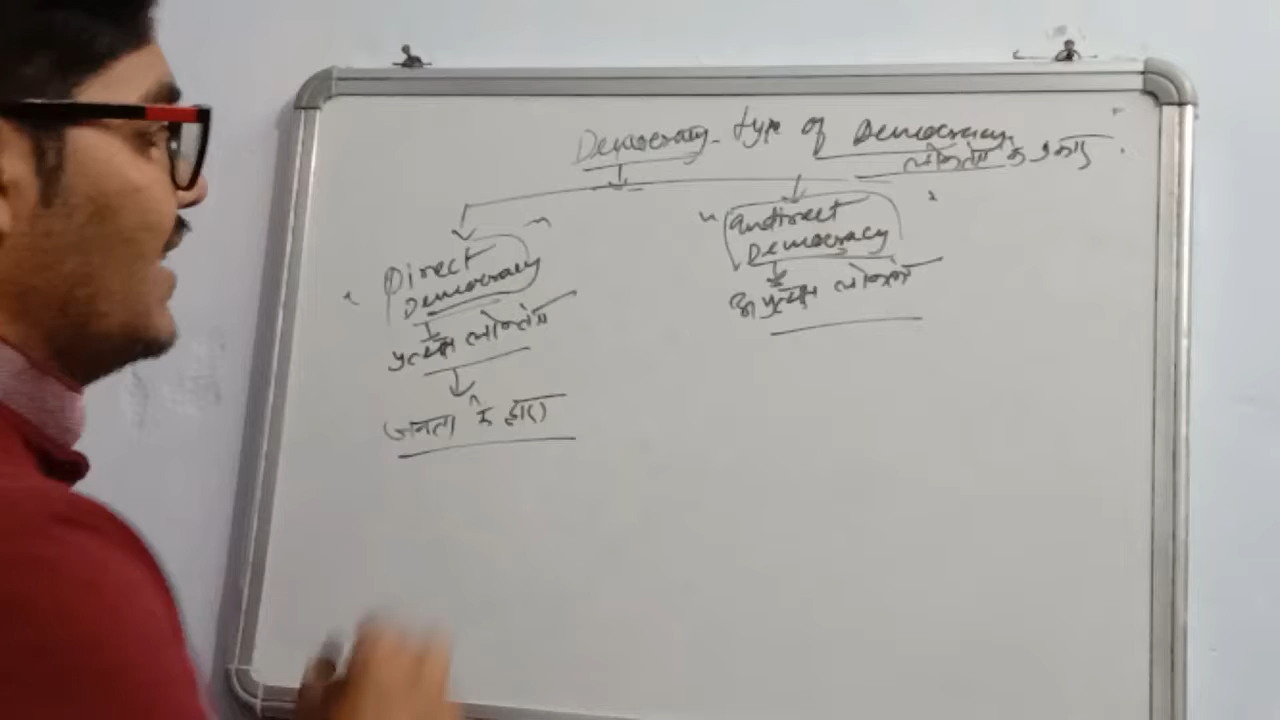 Democracy - type of Democracy
लोकतंत्र के प्रकार
Direct
Democracy
प्रत्यक्ष लोकतंत्र
जनता के द्वारा
Indirect
Democracy
अप्रत्यक्ष लोकतंत्र